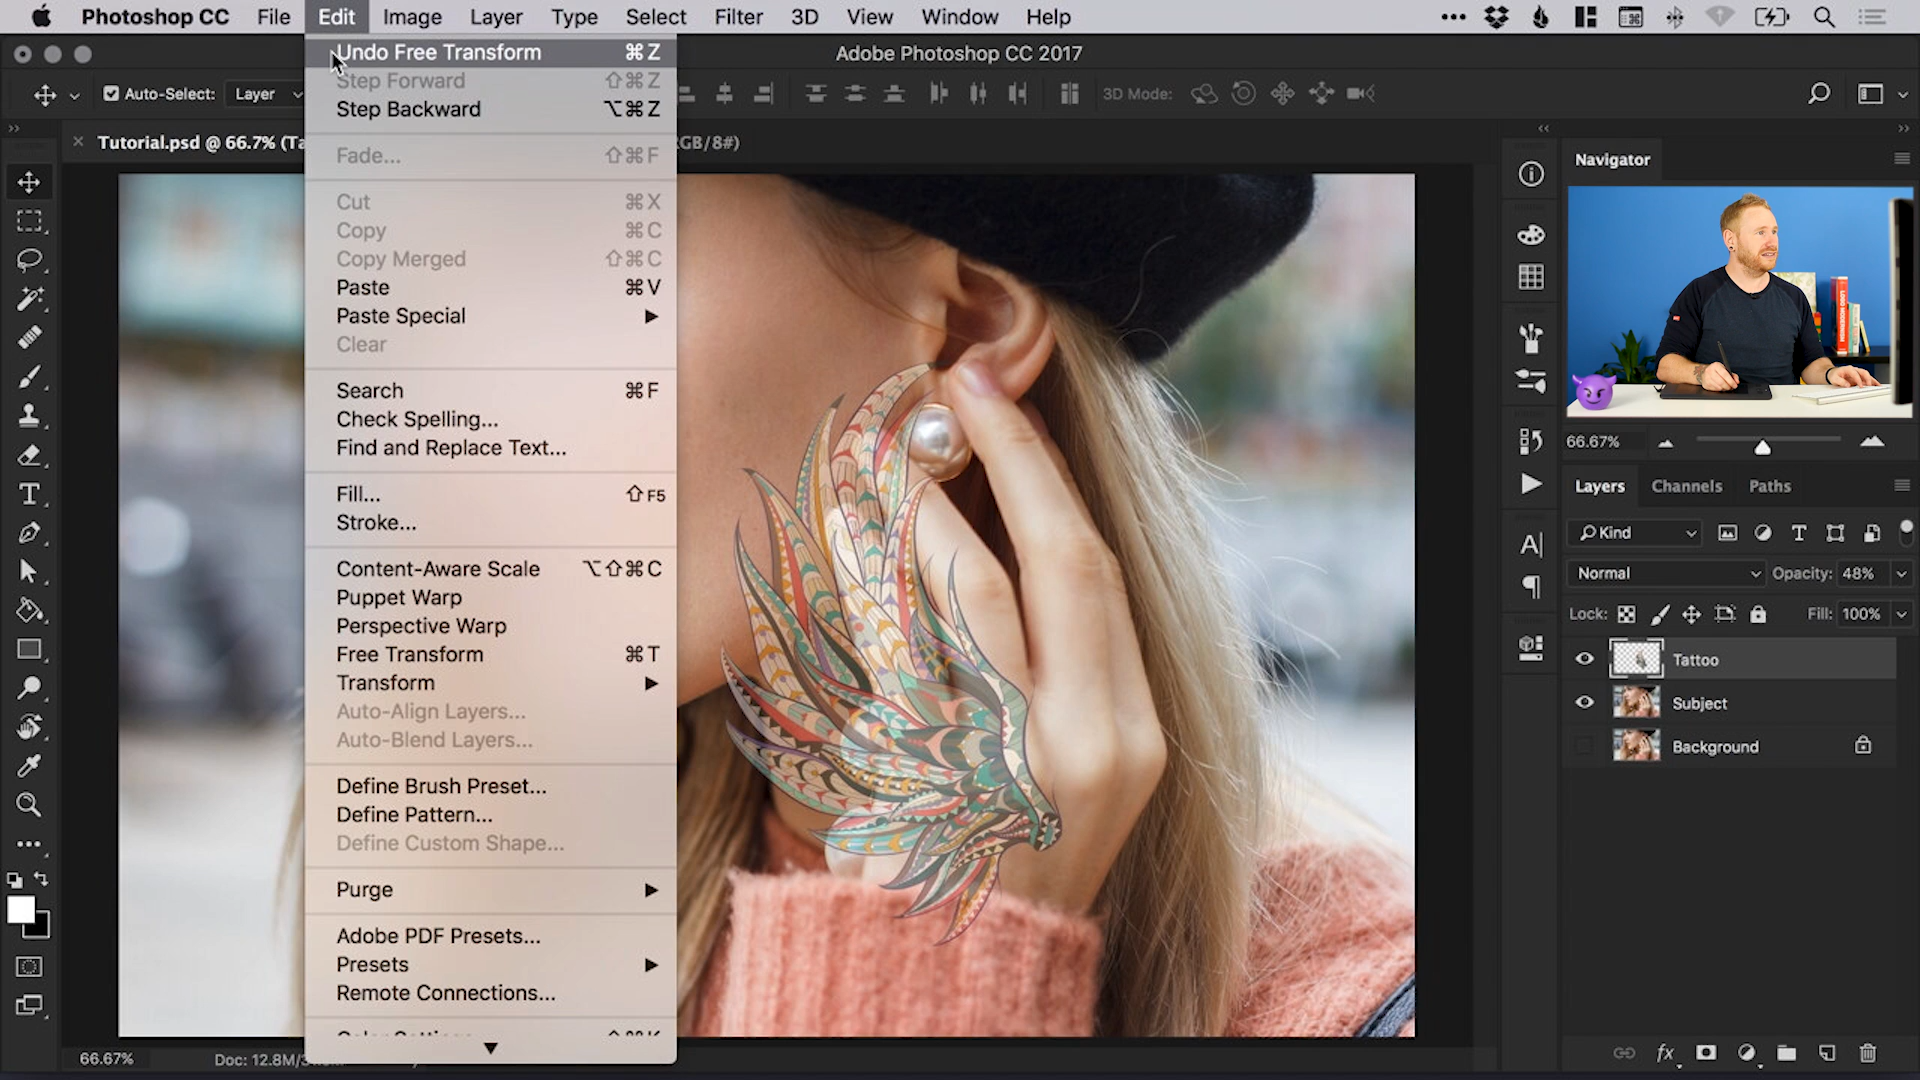 Photoshop CC File Edit Image Layer Type Select Filter 3D View Window Help
Adobe Photoshop CC 2017
Auto-Select: Layer
3D Mode:
Tutorial.psd @ 66.7% (Ta
GB/8#)
Undo Free Transform ⌘Z
Step Forward ⇧⌘Z
Step Backward ⌥⌘Z
Fade... ⇧⌘F
Cut ⌘X
Copy ⌘C
Copy Merged ⇧⌘C
Paste ⌘V
Paste Special
Clear
Search ⌘F
Check Spelling...
Find and Replace Text...
Fill... ⇧F5
Stroke...
Content-Aware Scale ⌥⇧⌘C
Puppet Warp
Perspective Warp
Free Transform ⌘T
Transform
Auto-Align Layers...
Auto-Blend Layers...
Define Brush Preset...
Define Pattern...
Define Custom Shape...
Purge
Adobe PDF Presets...
Presets
Remote Connections...
Navigator
66.67%
Layers Channels Paths
Kind
Normal Opacity: 48%
Lock: Fill: 100%
Tattoo
Subject
Background
fx
66.67% Doc: 12.8M/